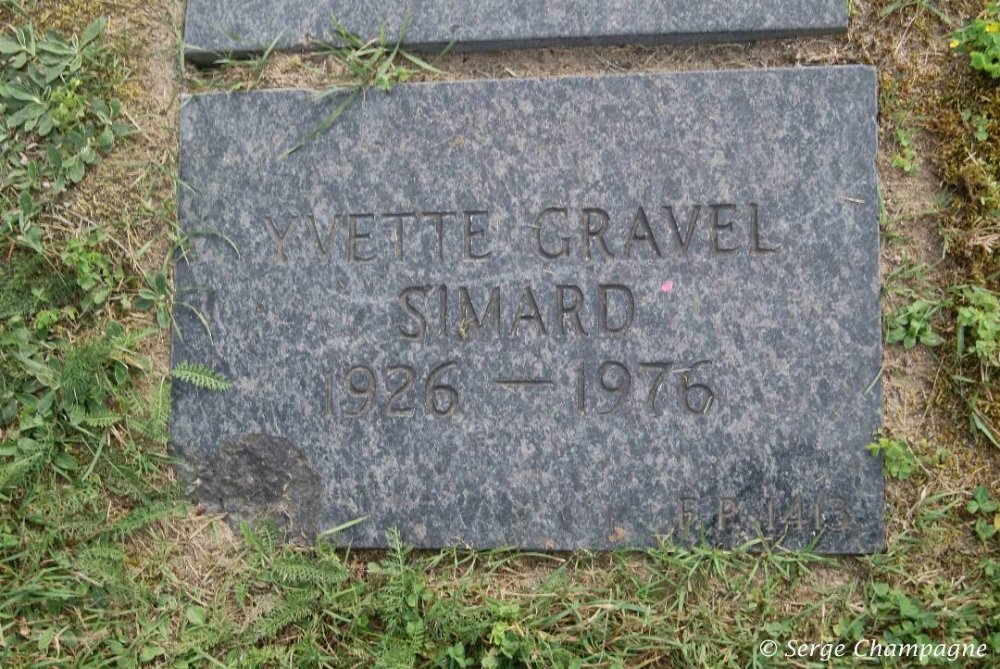 YVETTE GRAVEL
SIMARD
1926 — 1976
F.P. 1413
© Serge Champagne